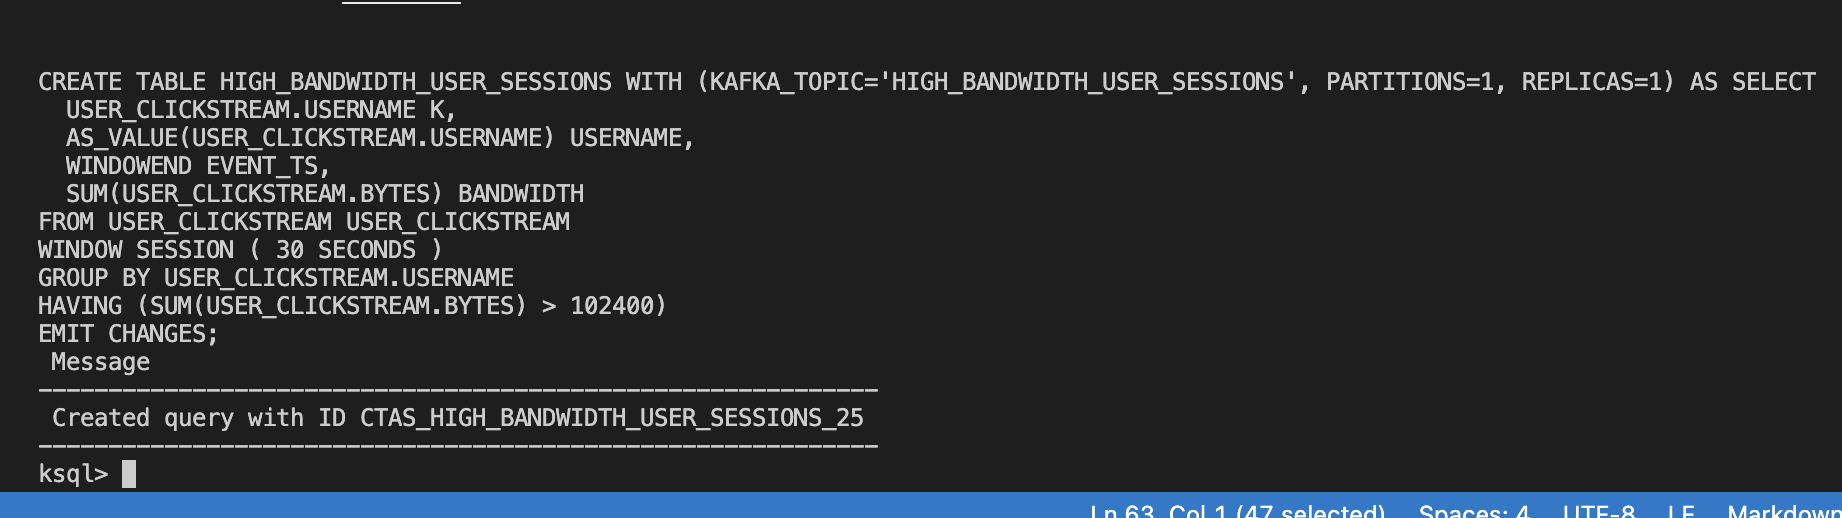 CREATE TABLE HIGH_BANDWIDTH_USER_SESSIONS WITH (KAFKA_TOPIC='HIGH_BANDWIDTH_USER_SESSIONS', PARTITIONS=1, REPLICAS=1) AS SELECT
  USER_CLICKSTREAM.USERNAME K,
  AS_VALUE(USER_CLICKSTREAM.USERNAME) USERNAME,
  WINDOWEND EVENT_TS,
  SUM(USER_CLICKSTREAM.BYTES) BANDWIDTH
FROM USER_CLICKSTREAM USER_CLICKSTREAM
WINDOW SESSION ( 30 SECONDS )
GROUP BY USER_CLICKSTREAM.USERNAME
HAVING (SUM(USER_CLICKSTREAM.BYTES) > 102400)
EMIT CHANGES;
 Message
------------------------------------------------------------
 Created query with ID CTAS_HIGH_BANDWIDTH_USER_SESSIONS_25
------------------------------------------------------------
ksql>
Ln 63, Col 1 (47 selected) Spaces: 4 UTF-8 LF Markdown